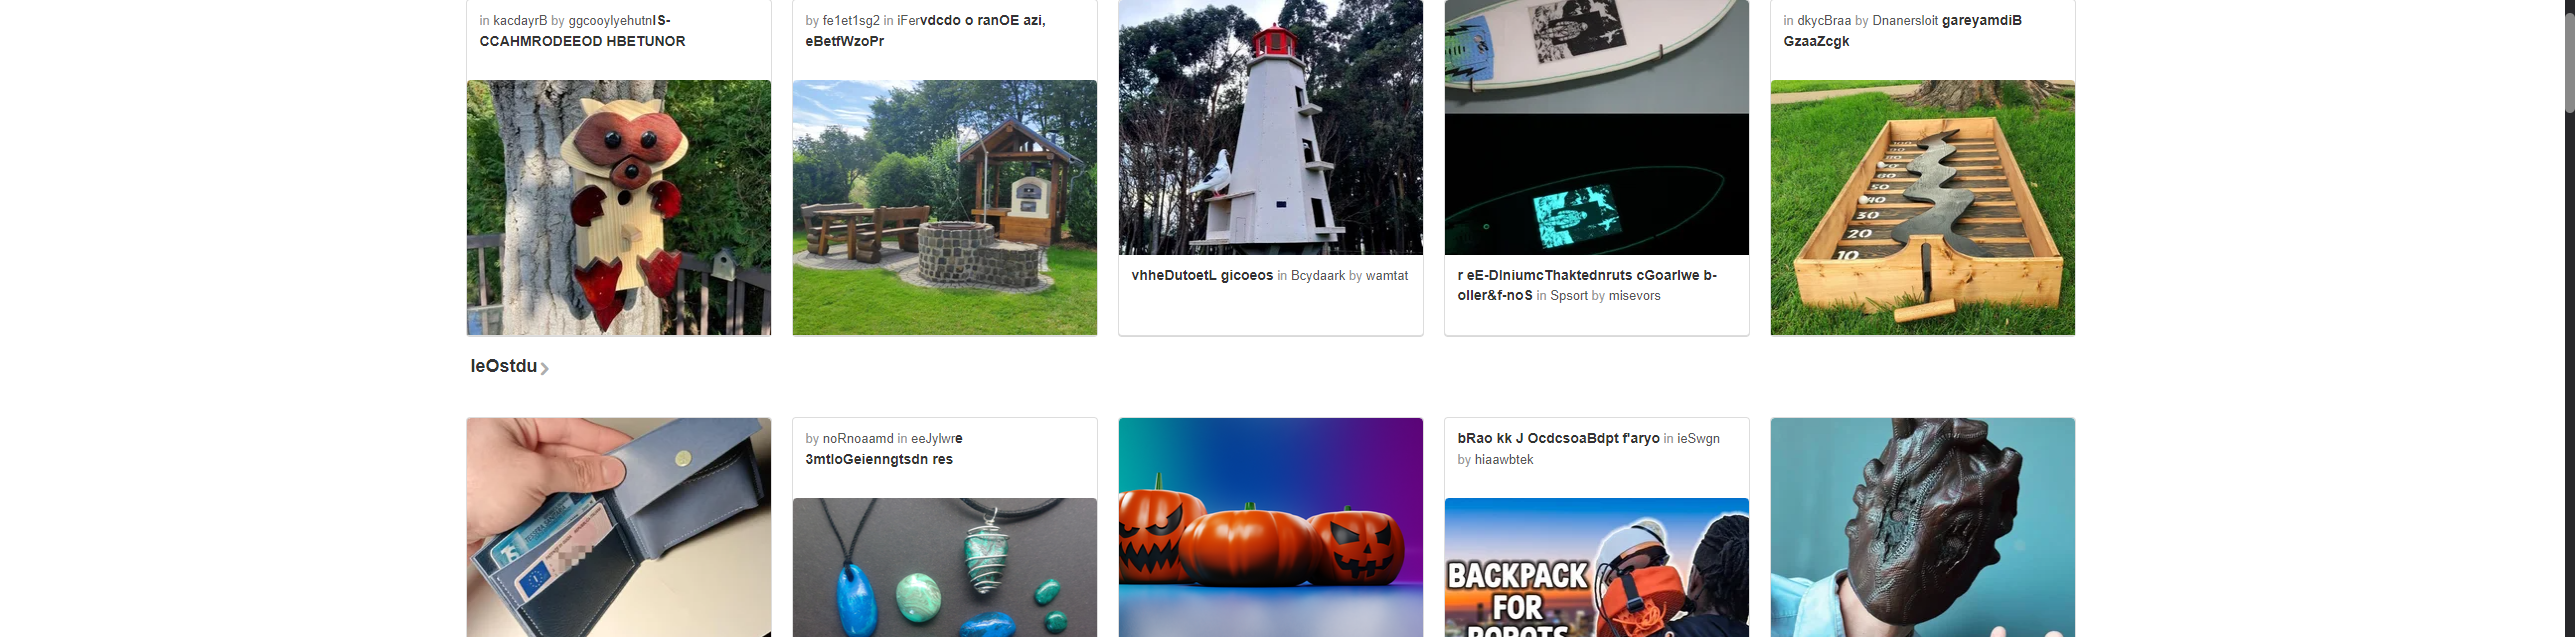 in kacdayrB by ggcooylyehutnIS-
CCAHMRODEEOD HBETUNOR
by fe1et1sg2 in iFervdcdo o ranOE azi,
eBetfWzoPr
in dkycBraa by Dnanersloit gareyamdiB
GzaaZcgk
100
90
80
70
60
50
40
30
20
10
vhheDutoetL gicoeos in Bcydaark by wamtat
r eE-DlniumcThaktednruts cGoarlwe b-
oller&f-noS in Spsort by misevors
leOstdu
by noRnoaamd in eeJylwre
3mtloGeienngtsdn res
bRao kk J OcdcsoaBdpt f'aryo in ieSwgn
by hiaawbtek
BACKPACK
FOR
ROBOTS